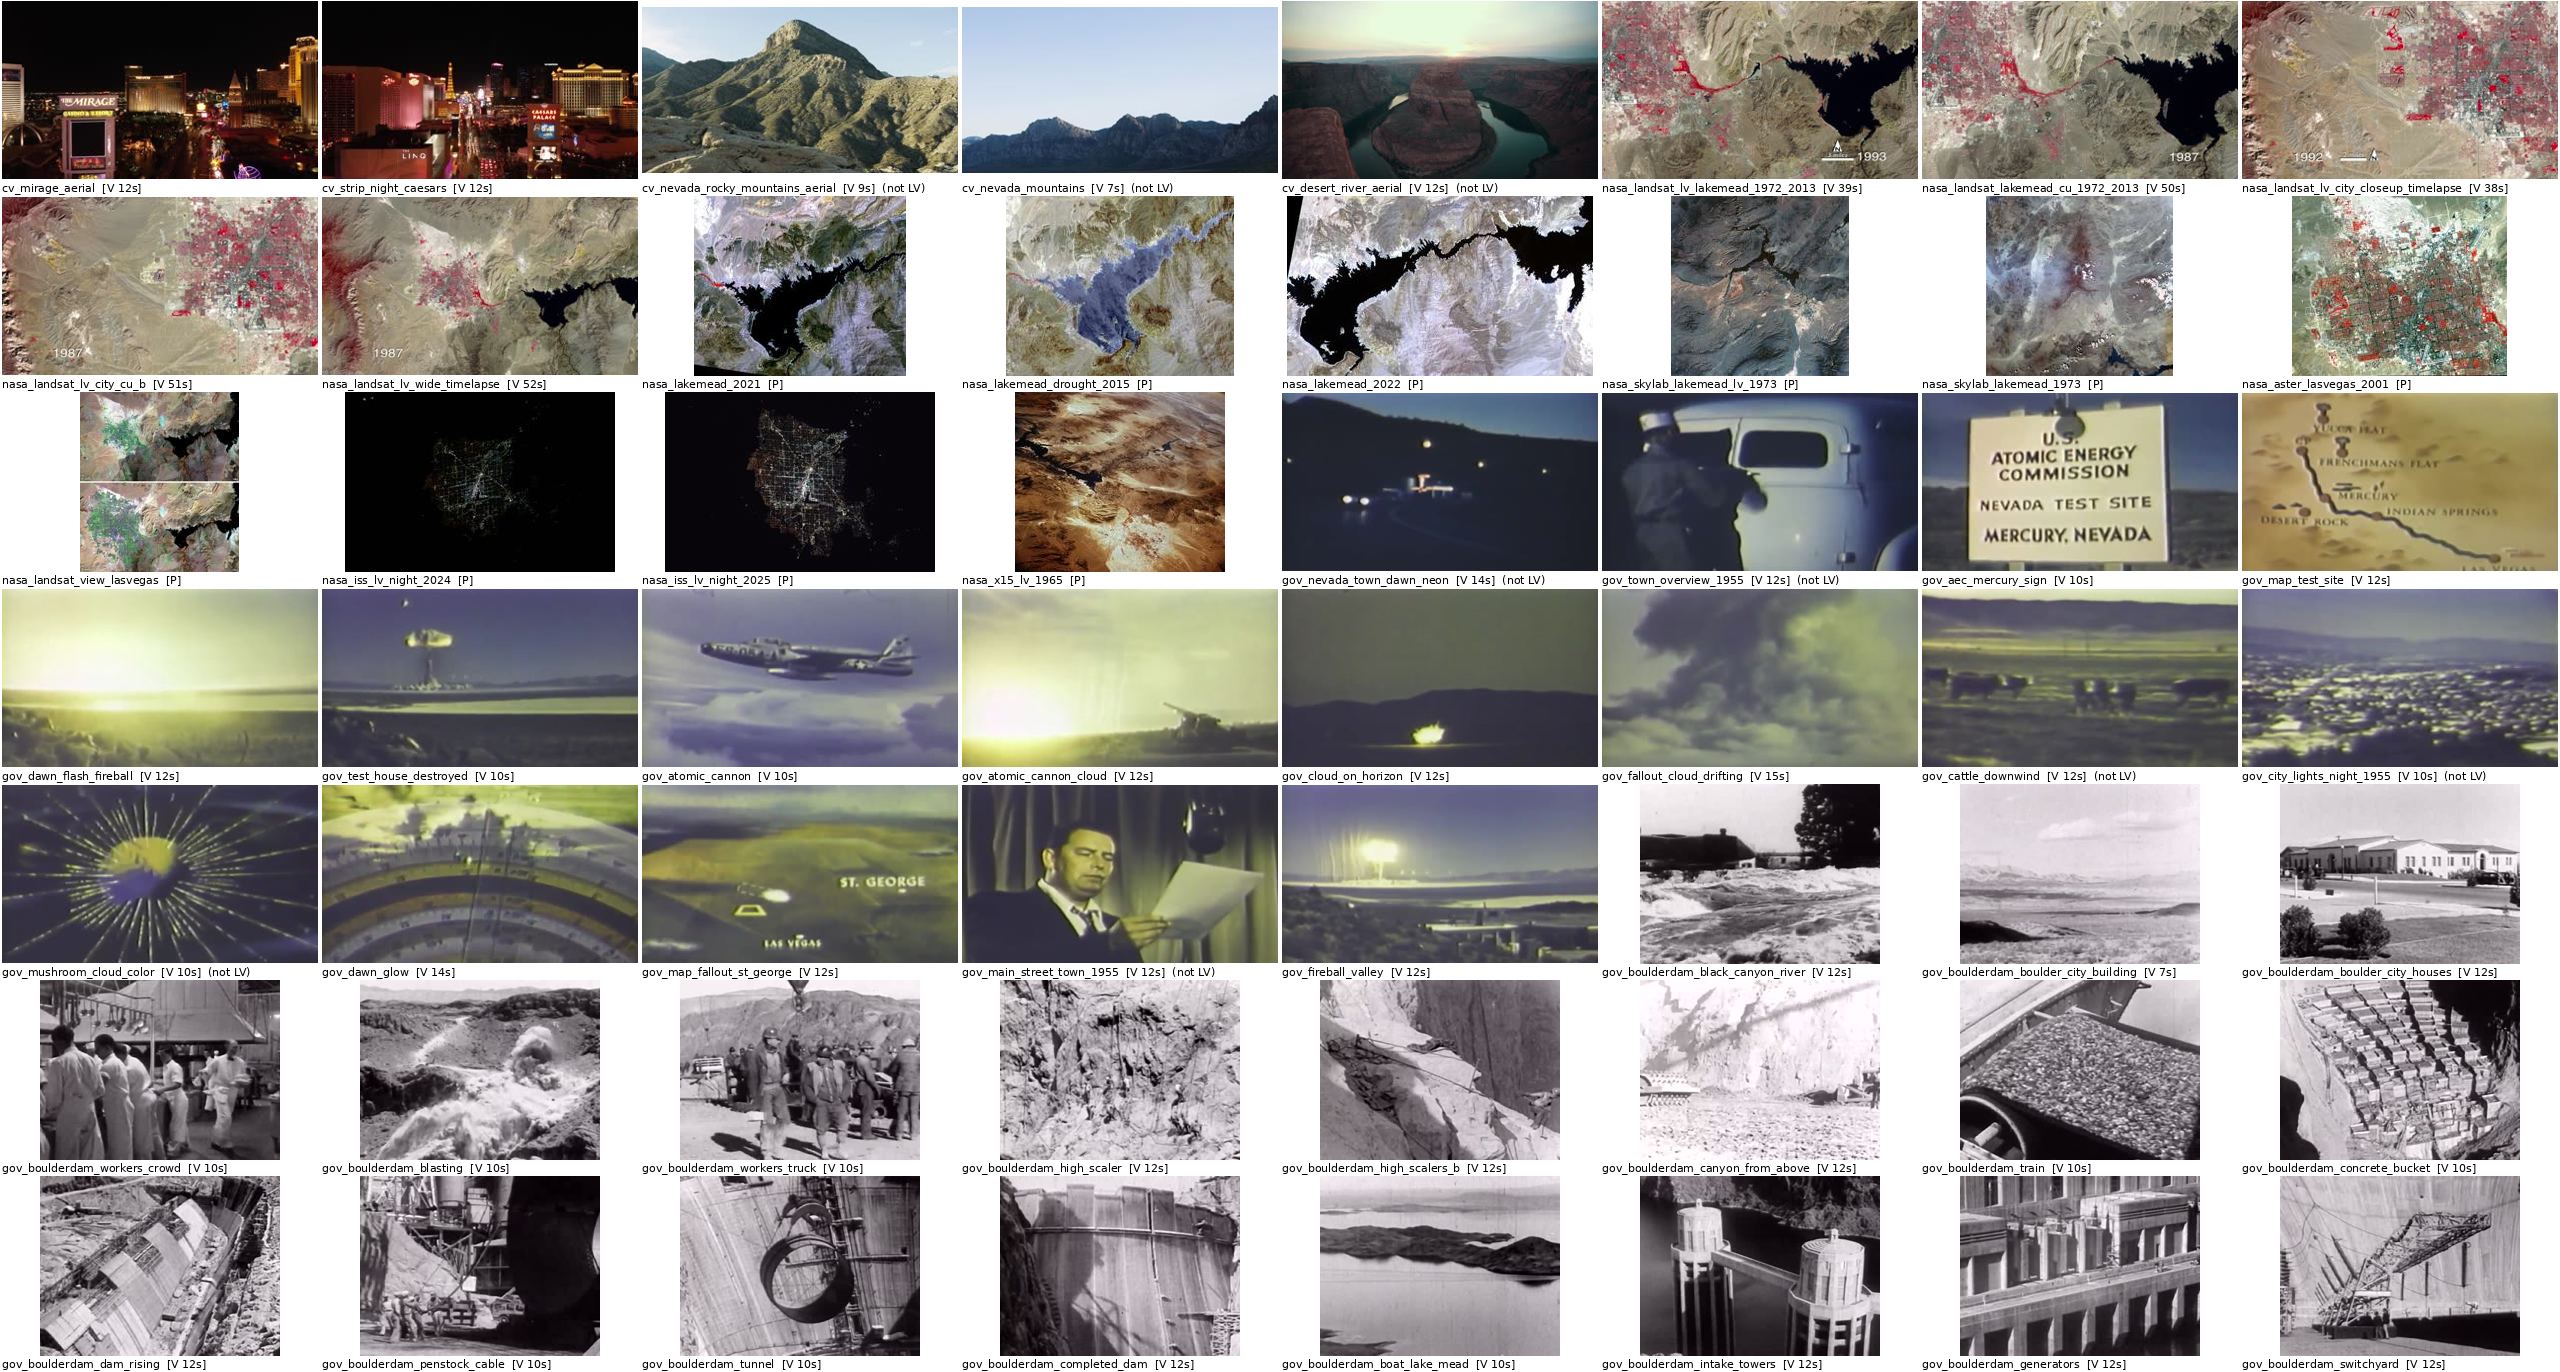 THE MIRAGE
CASINO & RESORT
LINQ
CAESARS
PALACE
1993
1987
1992
cv_mirage_aerial [V 12s]
cv_strip_night_caesars [V 12s]
cv_nevada_rocky_mountains_aerial [V 9s] (not LV)
cv_nevada_mountains [V 7s] (not LV)
cv_desert_river_aerial [V 12s] (not LV)
nasa_landsat_lv_lakemead_1972_2013 [V 39s]
nasa_landsat_lakemead_cu_1972_2013 [V 50s]
nasa_landsat_lv_city_closeup_timelapse [V 38s]
1987
1987
nasa_landsat_lv_city_cu_b [V 51s]
nasa_landsat_lv_wide_timelapse [V 52s]
nasa_lakemead_2021 [P]
nasa_lakemead_drought_2015 [P]
nasa_lakemead_2022 [P]
nasa_skylab_lakemead_lv_1973 [P]
nasa_skylab_lakemead_1973 [P]
nasa_aster_lasvegas_2001 [P]
U.S.
ATOMIC ENERGY
COMMISSION
NEVADA TEST SITE
MERCURY, NEVADA
YUCCA FLAT
FRENCHMANS FLAT
MERCURY
INDIAN SPRINGS
DESERT ROCK
LAS VEGAS
nasa_landsat_view_lasvegas [P]
nasa_iss_lv_night_2024 [P]
nasa_iss_lv_night_2025 [P]
nasa_x15_lv_1965 [P]
gov_nevada_town_dawn_neon [V 14s] (not LV)
gov_town_overview_1955 [V 12s] (not LV)
gov_aec_mercury_sign [V 10s]
gov_map_test_site [V 12s]
gov_dawn_flash_fireball [V 12s]
gov_test_house_destroyed [V 10s]
gov_atomic_cannon [V 10s]
gov_atomic_cannon_cloud [V 12s]
gov_cloud_on_horizon [V 12s]
gov_fallout_cloud_drifting [V 15s]
gov_cattle_downwind [V 12s] (not LV)
gov_city_lights_night_1955 [V 10s] (not LV)
ST. GEORGE
LAS VEGAS
gov_mushroom_cloud_color [V 10s] (not LV)
gov_dawn_glow [V 14s]
gov_map_fallout_st_george [V 12s]
gov_main_street_town_1955 [V 12s] (not LV)
gov_fireball_valley [V 12s]
gov_boulderdam_black_canyon_river [V 12s]
gov_boulderdam_boulder_city_building [V 7s]
gov_boulderdam_boulder_city_houses [V 12s]
gov_boulderdam_workers_crowd [V 10s]
gov_boulderdam_blasting [V 10s]
gov_boulderdam_workers_truck [V 10s]
gov_boulderdam_high_scaler [V 12s]
gov_boulderdam_high_scalers_b [V 12s]
gov_boulderdam_canyon_from_above [V 12s]
gov_boulderdam_train [V 10s]
gov_boulderdam_concrete_bucket [V 10s]
gov_boulderdam_dam_rising [V 12s]
gov_boulderdam_penstock_cable [V 10s]
gov_boulderdam_tunnel [V 10s]
gov_boulderdam_completed_dam [V 12s]
gov_boulderdam_boat_lake_mead [V 10s]
gov_boulderdam_intake_towers [V 12s]
gov_boulderdam_generators [V 12s]
gov_boulderdam_switchyard [V 12s]